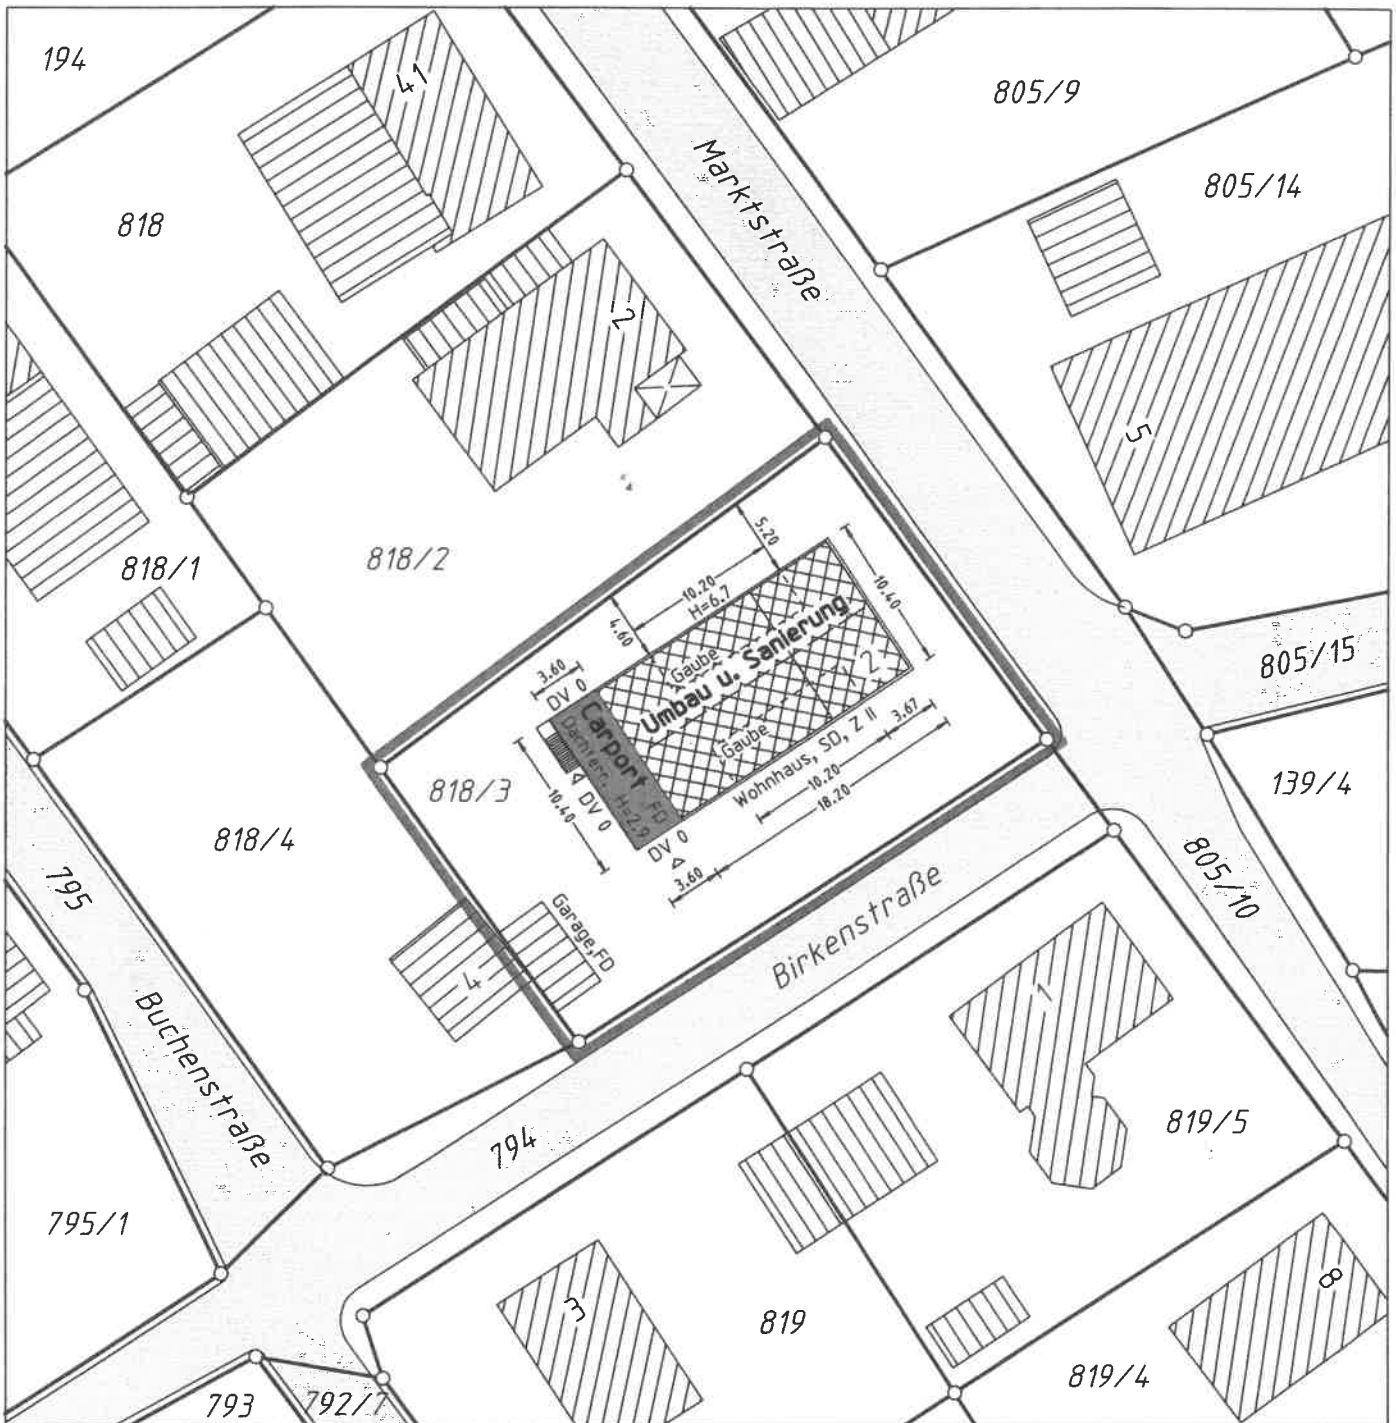 194
41
805/9
Marktstraße
805/14
818
2
5
818/2
5.20
818/1
10.20
H=6.7
10.40
4.60
Gaube
Umbau u. Sanierung
805/15
3.60
DV 0
2
Carport
FD
Dachterr. H=2.9
Gaube
3.67
Wohnhaus, SD, Z II
818/3
10.20
139/4
DV 0
10.40
18.20
818/4
DV 0
3.60
795
805/10
Birkenstraße
Garage,FD
4
1
Buchenstraße
794
819/5
795/1
8
3
819
819/4
793
792/7